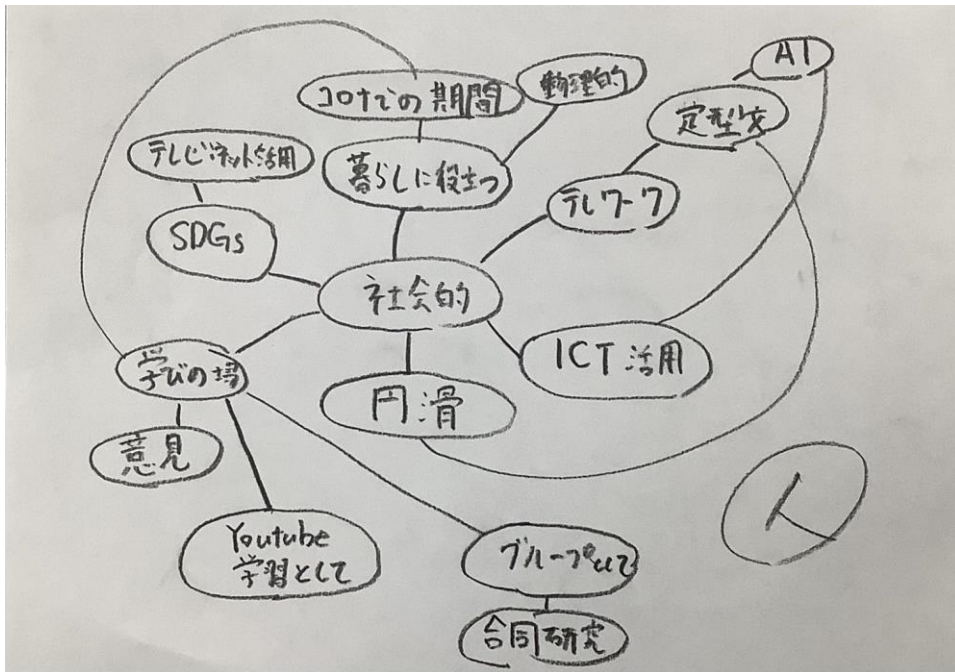 AI
コロナでの期間
物理的
定型文
テレビ・ネット活用
暮らしに役立つ
テレワーク
SDGs
社会的
学びの場
ICT活用
円滑
意見
Youtube
学習として
グループとして
合同研究
人